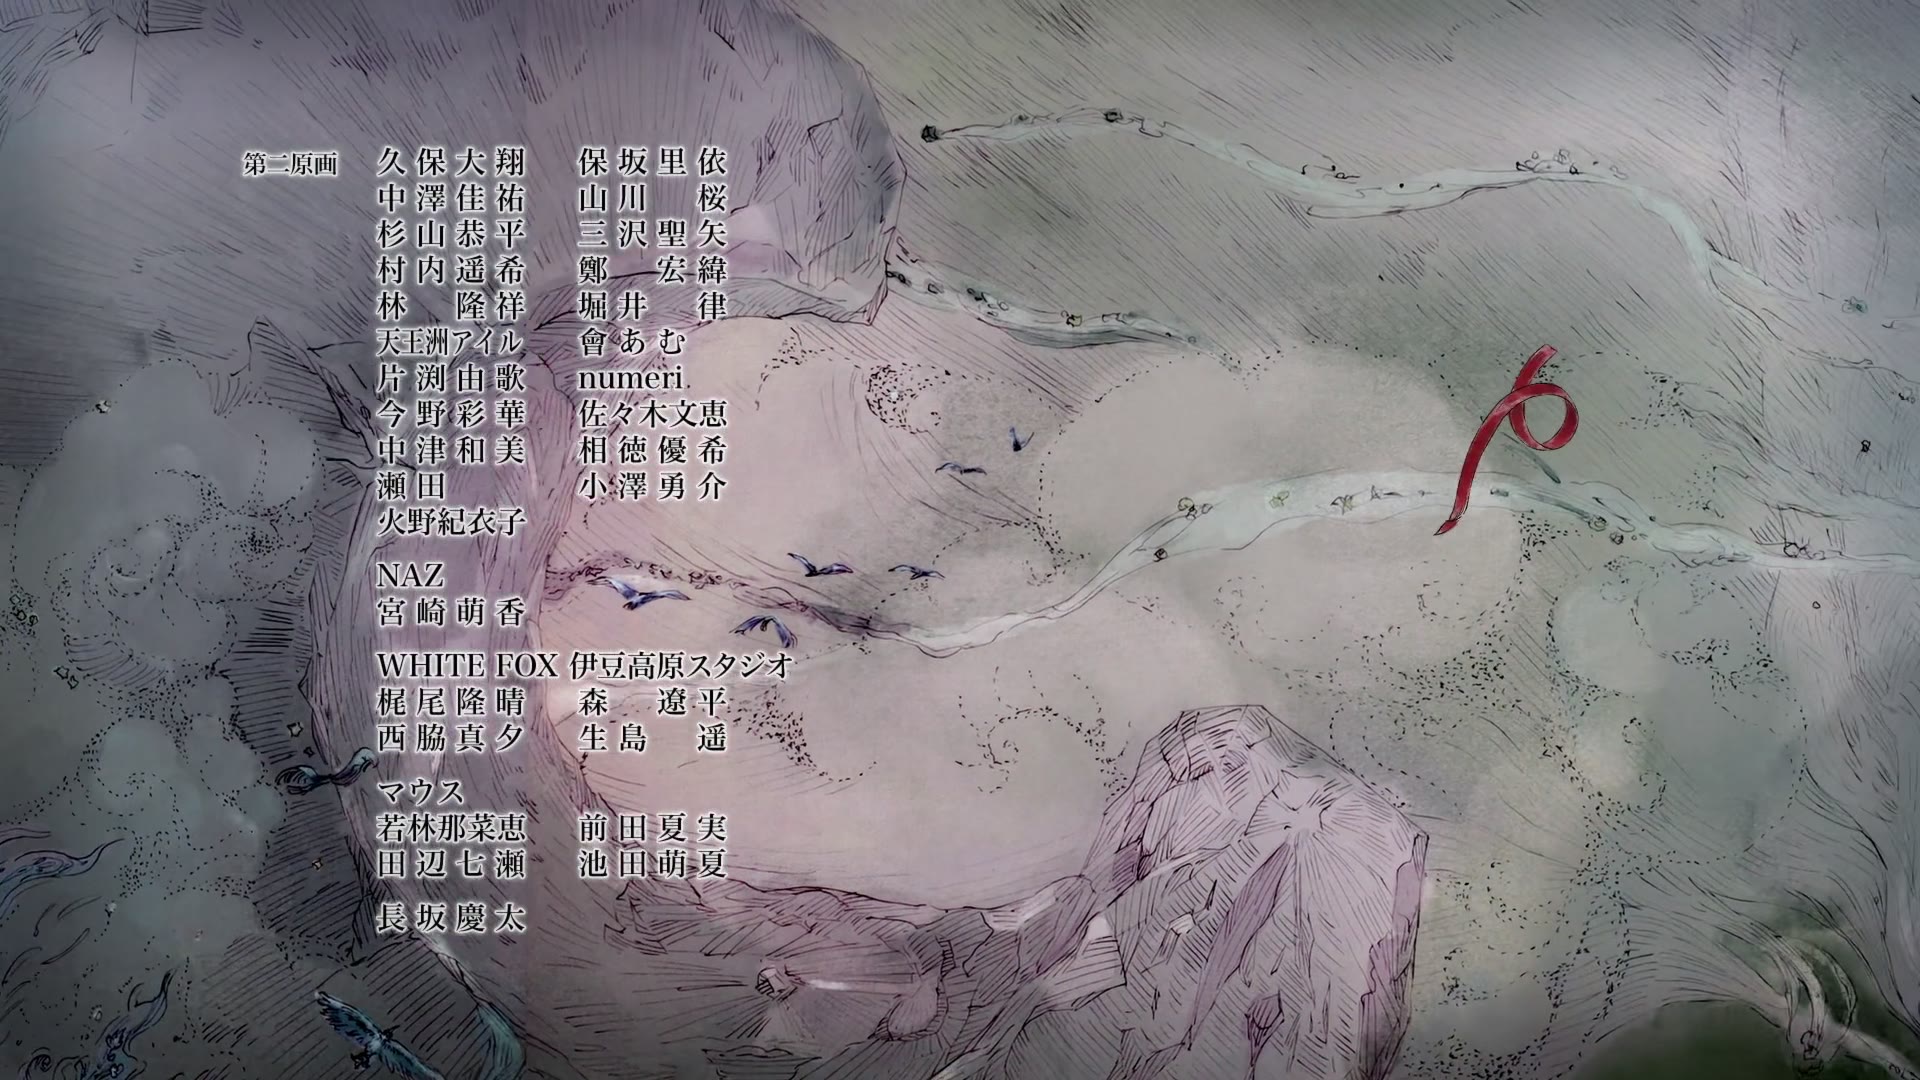 第二原画 久保大翔 保坂里依
中澤佳祐 山川桜
杉山恭平 三沢聖矢
村内遥希 鄭宏緯
林隆祥 堀井律
天王洲アイル 會あむ
片渕由歌 numeri
今野彩華 佐々木文恵
中津和美 相徳優希
瀬田 小澤勇介
火野紀衣子
NAZ
宮崎萌香
WHITE FOX 伊豆高原スタジオ
梶尾隆晴 森遼平
西脇真夕 生島遥
マウス
若林那菜恵 前田夏実
田辺七瀬 池田萌夏
長坂慶太